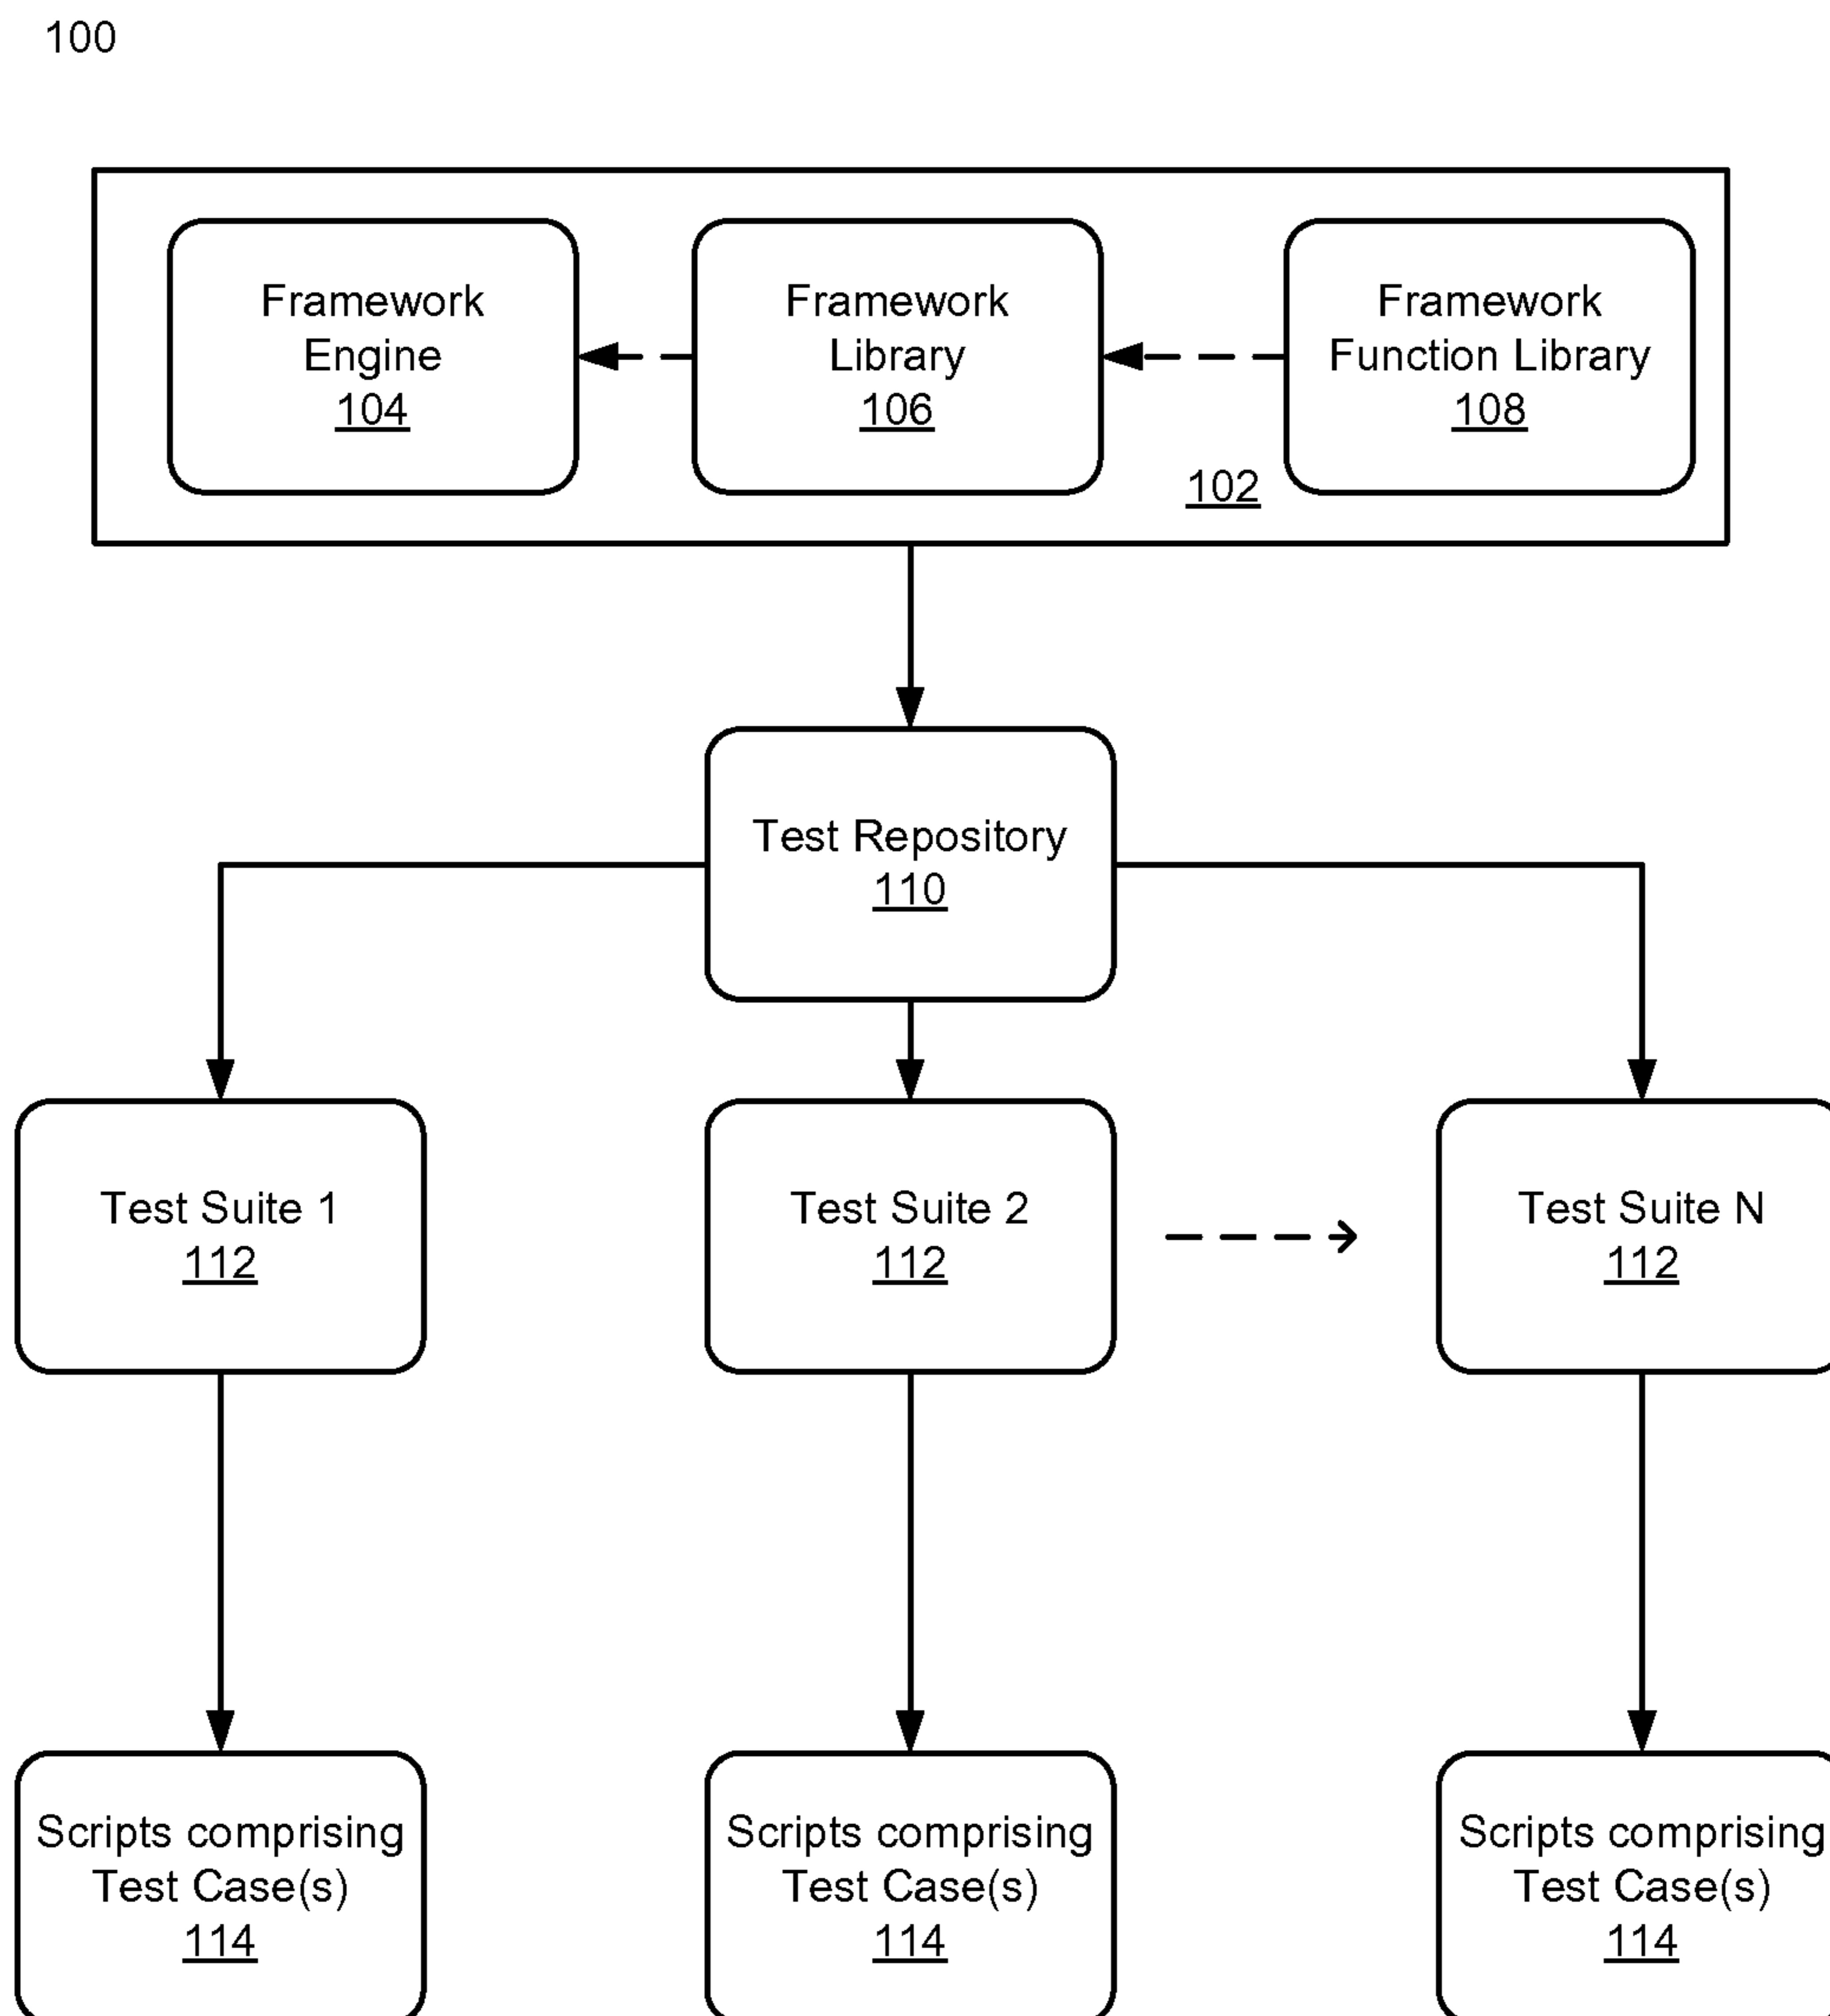 100
Framework
Engine
104
Framework
Library
106
Framework
Function Library
108
102
Test Repository
110
Test Suite 1
112
Test Suite 2
112
Test Suite N
112
Scripts comprising
Test Case(s)
114
Scripts comprising
Test Case(s)
114
Scripts comprising
Test Case(s)
114